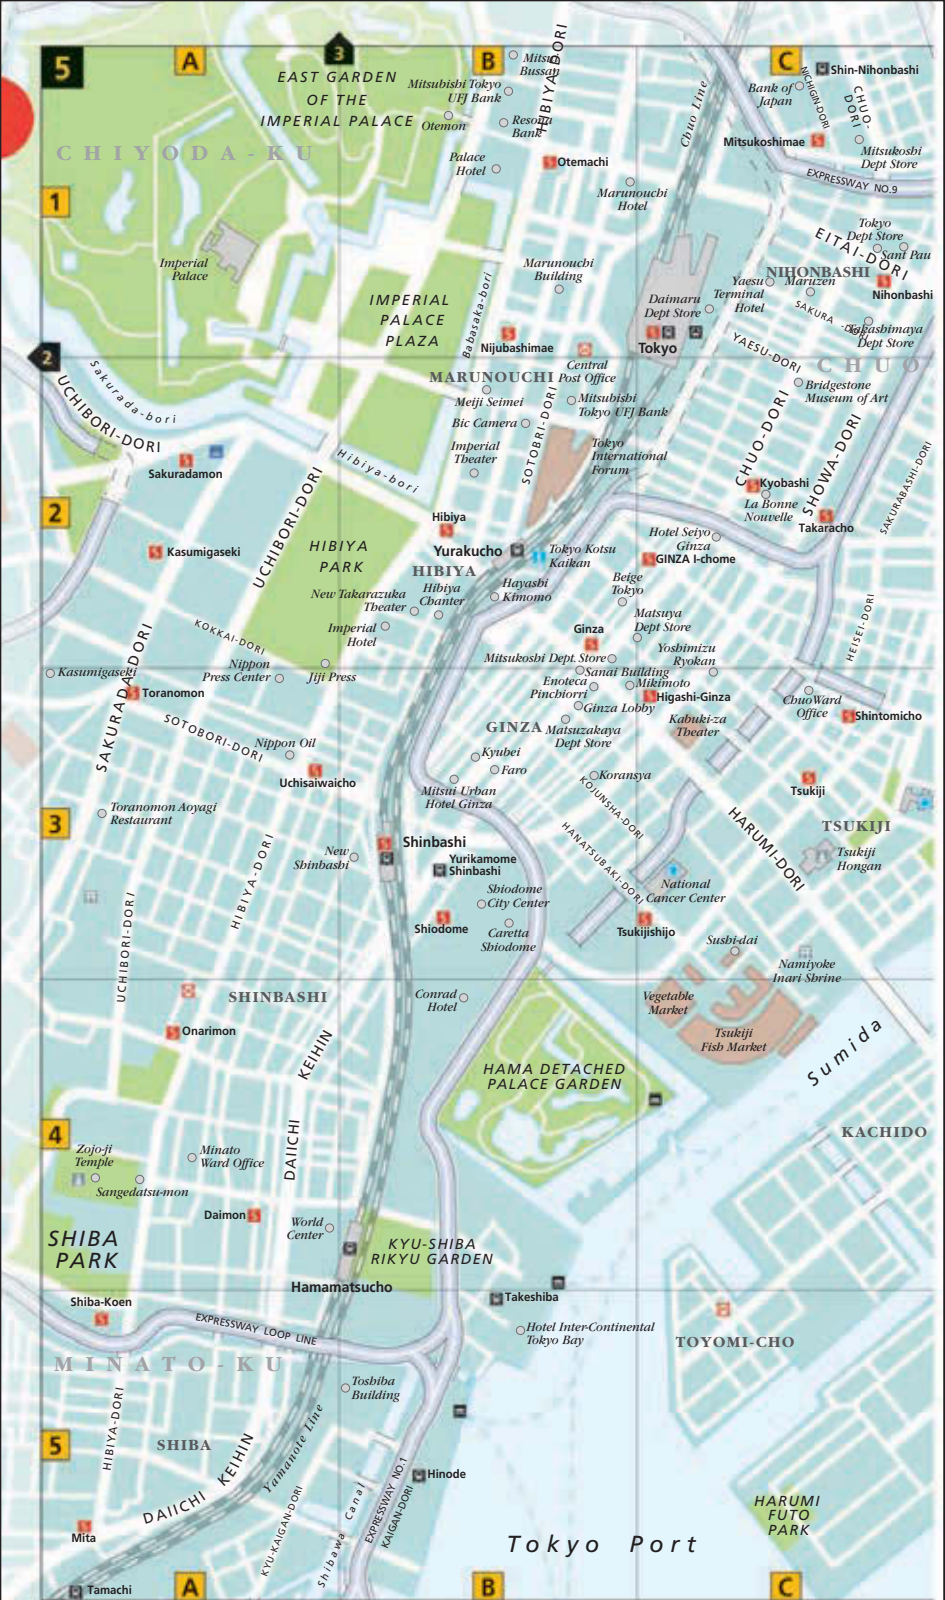 5
A
3
B
C
EAST GARDEN
OF THE
IMPERIAL PALACE
Mitsui
Bussan
HIBIYA-DORI
Mitsubishi Tokyo
UFJ Bank
Otemon
Resona
Bank
Chuo Line
Shin-Nihonbashi
Bank of
Japan
NICHIGIN-DORI
CHUO-
DORI
Mitsukoshimae
Mitsukoshi
Dept Store
CHIYODA-KU
Palace
Hotel
Otemachi
Marunouchi
Hotel
EXPRESSWAY NO.9
1
Imperial
Palace
Tokyo
Dept Store
EITAI-DORI
Sant Pau
Marunouchi
Building
NIHONBASHI
Yaesu
Terminal
Hotel
Maruzen
Nihonbashi
IMPERIAL
PALACE
PLAZA
Babasaka-bori
Daimaru
Dept Store
SAKURA-DORI
Takashimaya
Dept Store
Nijubashimae
Tokyo
YAESU-DORI
2
CHUO
Central
Post Office
MARUNOUCHI
Meiji Seimei
Bridgestone
Museum of Art
Sakurada-bori
UCHIBORI-DORI
Mitsubishi
Tokyo UFJ Bank
Bic Camera
SOTOBRI-DORI
CHUO-DORI
SHOWA-DORI
Imperial
Theater
Tokyo
International
Forum
SAKURABASHI-DORI
Sakuradamon
Hibiya-bori
UCHIBORI-DORI
Kyobashi
La Bonne
Nouvelle
Takaracho
2
Hibiya
Hotel Seiyo
Ginza
HIBIYA
PARK
Kasumigaseki
Yurakucho
Tokyo Kotsu
Kaikan
GINZA I-chome
HIBIYA
Hibiya
Chanter
Hayashi
Kimomo
Beige
Tokyo
New Takarazuka
Theater
HEISEI-DORI
Matsuya
Dept Store
KOKKAI-DORI
Imperial
Hotel
Ginza
Yoshimizu
Ryokan
Kasumigaseki
Nippon
Press Center
Jiji Press
Mitsukoshi Dept. Store
Sanai Building
Enoteca
Pinchiorri
Mikimoto
SAKURADA-DORI
Toranomon
Higashi-Ginza
Ginza Lobby
ChuoWard
Office
Shintomicho
SOTOBORI-DORI
GINZA
Matsuzakaya
Dept Store
Kabuki-za
Theater
Nippon Oil
Kyubei
Faro
Uchisaiwaicho
Mitsui Urban
Hotel Ginza
Koransya
Tsukiji
KOJUNSHA-DORI
3
Toranomon Aoyagi
Restaurant
HARUMI-DORI
TSUKIJI
HANATSUBAKI-DORI
HIBIYA-DORI
New
Shinbashi
Shinbashi
Yurikamome
Shinbashi
Tsukiji
Hongan
Shiodome
City Center
National
Cancer Center
UCHIBORI-DORI
Shiodome
Caretta
Shiodome
Tsukijishijo
Sushi-dai
Namiyoke
Inari Shrine
SHINBASHI
Conrad
Hotel
Vegetable
Market
Onarimon
KEIHIN
Tsukiji
Fish Market
Sumida
HAMA DETACHED
PALACE GARDEN
4
KACHIDO
Zojo-ji
Temple
Minato
Ward Office
DAIICHI
Sangedatsu-mon
Daimon
World
Center
SHIBA
PARK
KYU-SHIBA
RIKYU GARDEN
Hamamatsucho
Shiba-Koen
Takeshiba
EXPRESSWAY LOOP LINE
Hotel Inter-Continental
Tokyo Bay
TOYOMI-CHO
MINATO-KU
Toshiba
Building
HIBIYA-DORI
5
SHIBA
KEIHIN
Yamanote Line
DAIICHI
Hinode
EXPRESSWAY NO.1
KAIGAN-DORI
KYU-KAIGAN-DORI
Shibawa Canal
HARUMI
FUTO
PARK
Mita
Tokyo Port
Tamachi
A
B
C